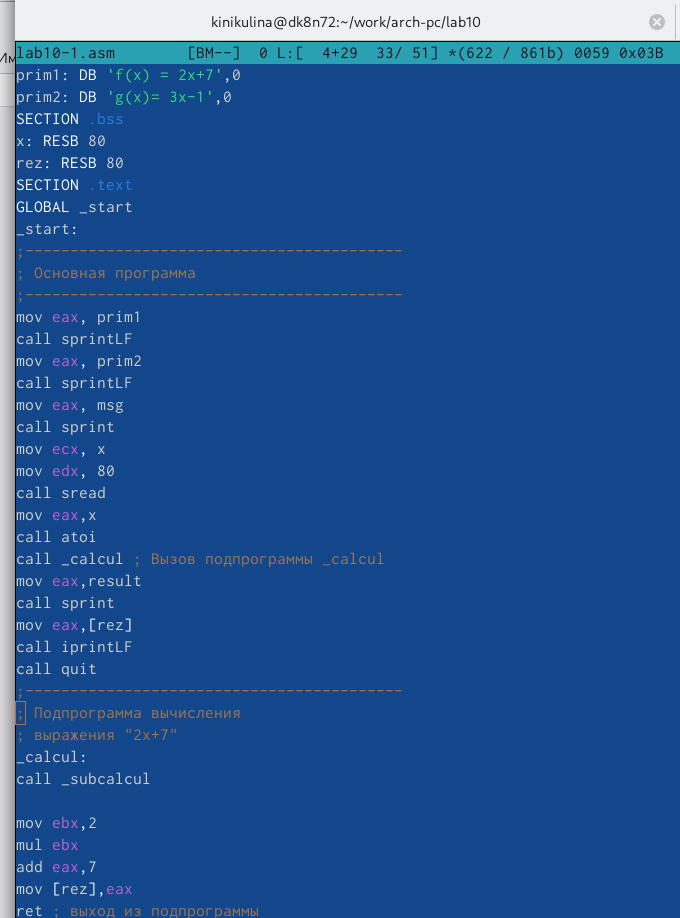 kinikulina@dk8n72:~/work/arch-pc/lab10
lab10-1.asm [BM--] 0 L:[ 4+29 33/ 51] *(622 / 861b) 0059 0x03B
prim1: DB 'f(x) = 2x+7',0
prim2: DB 'g(x)= 3x-1',0
SECTION .bss
x: RESB 80
rez: RESB 80
SECTION .text
GLOBAL _start
_start:
;------------------------------------------
; Основная программа
;------------------------------------------
mov eax, prim1
call sprintLF
mov eax, prim2
call sprintLF
mov eax, msg
call sprint
mov ecx, x
mov edx, 80
call sread
mov eax,x
call atoi
call _calcul ; Вызов подпрограммы _calcul
mov eax,result
call sprint
mov eax,[rez]
call iprintLF
call quit
;------------------------------------------
; Подпрограмма вычисления
; выражения "2x+7"
_calcul:
call _subcalcul
mov ebx,2
mul ebx
add eax,7
mov [rez],eax
ret ; выход из подпрограммы